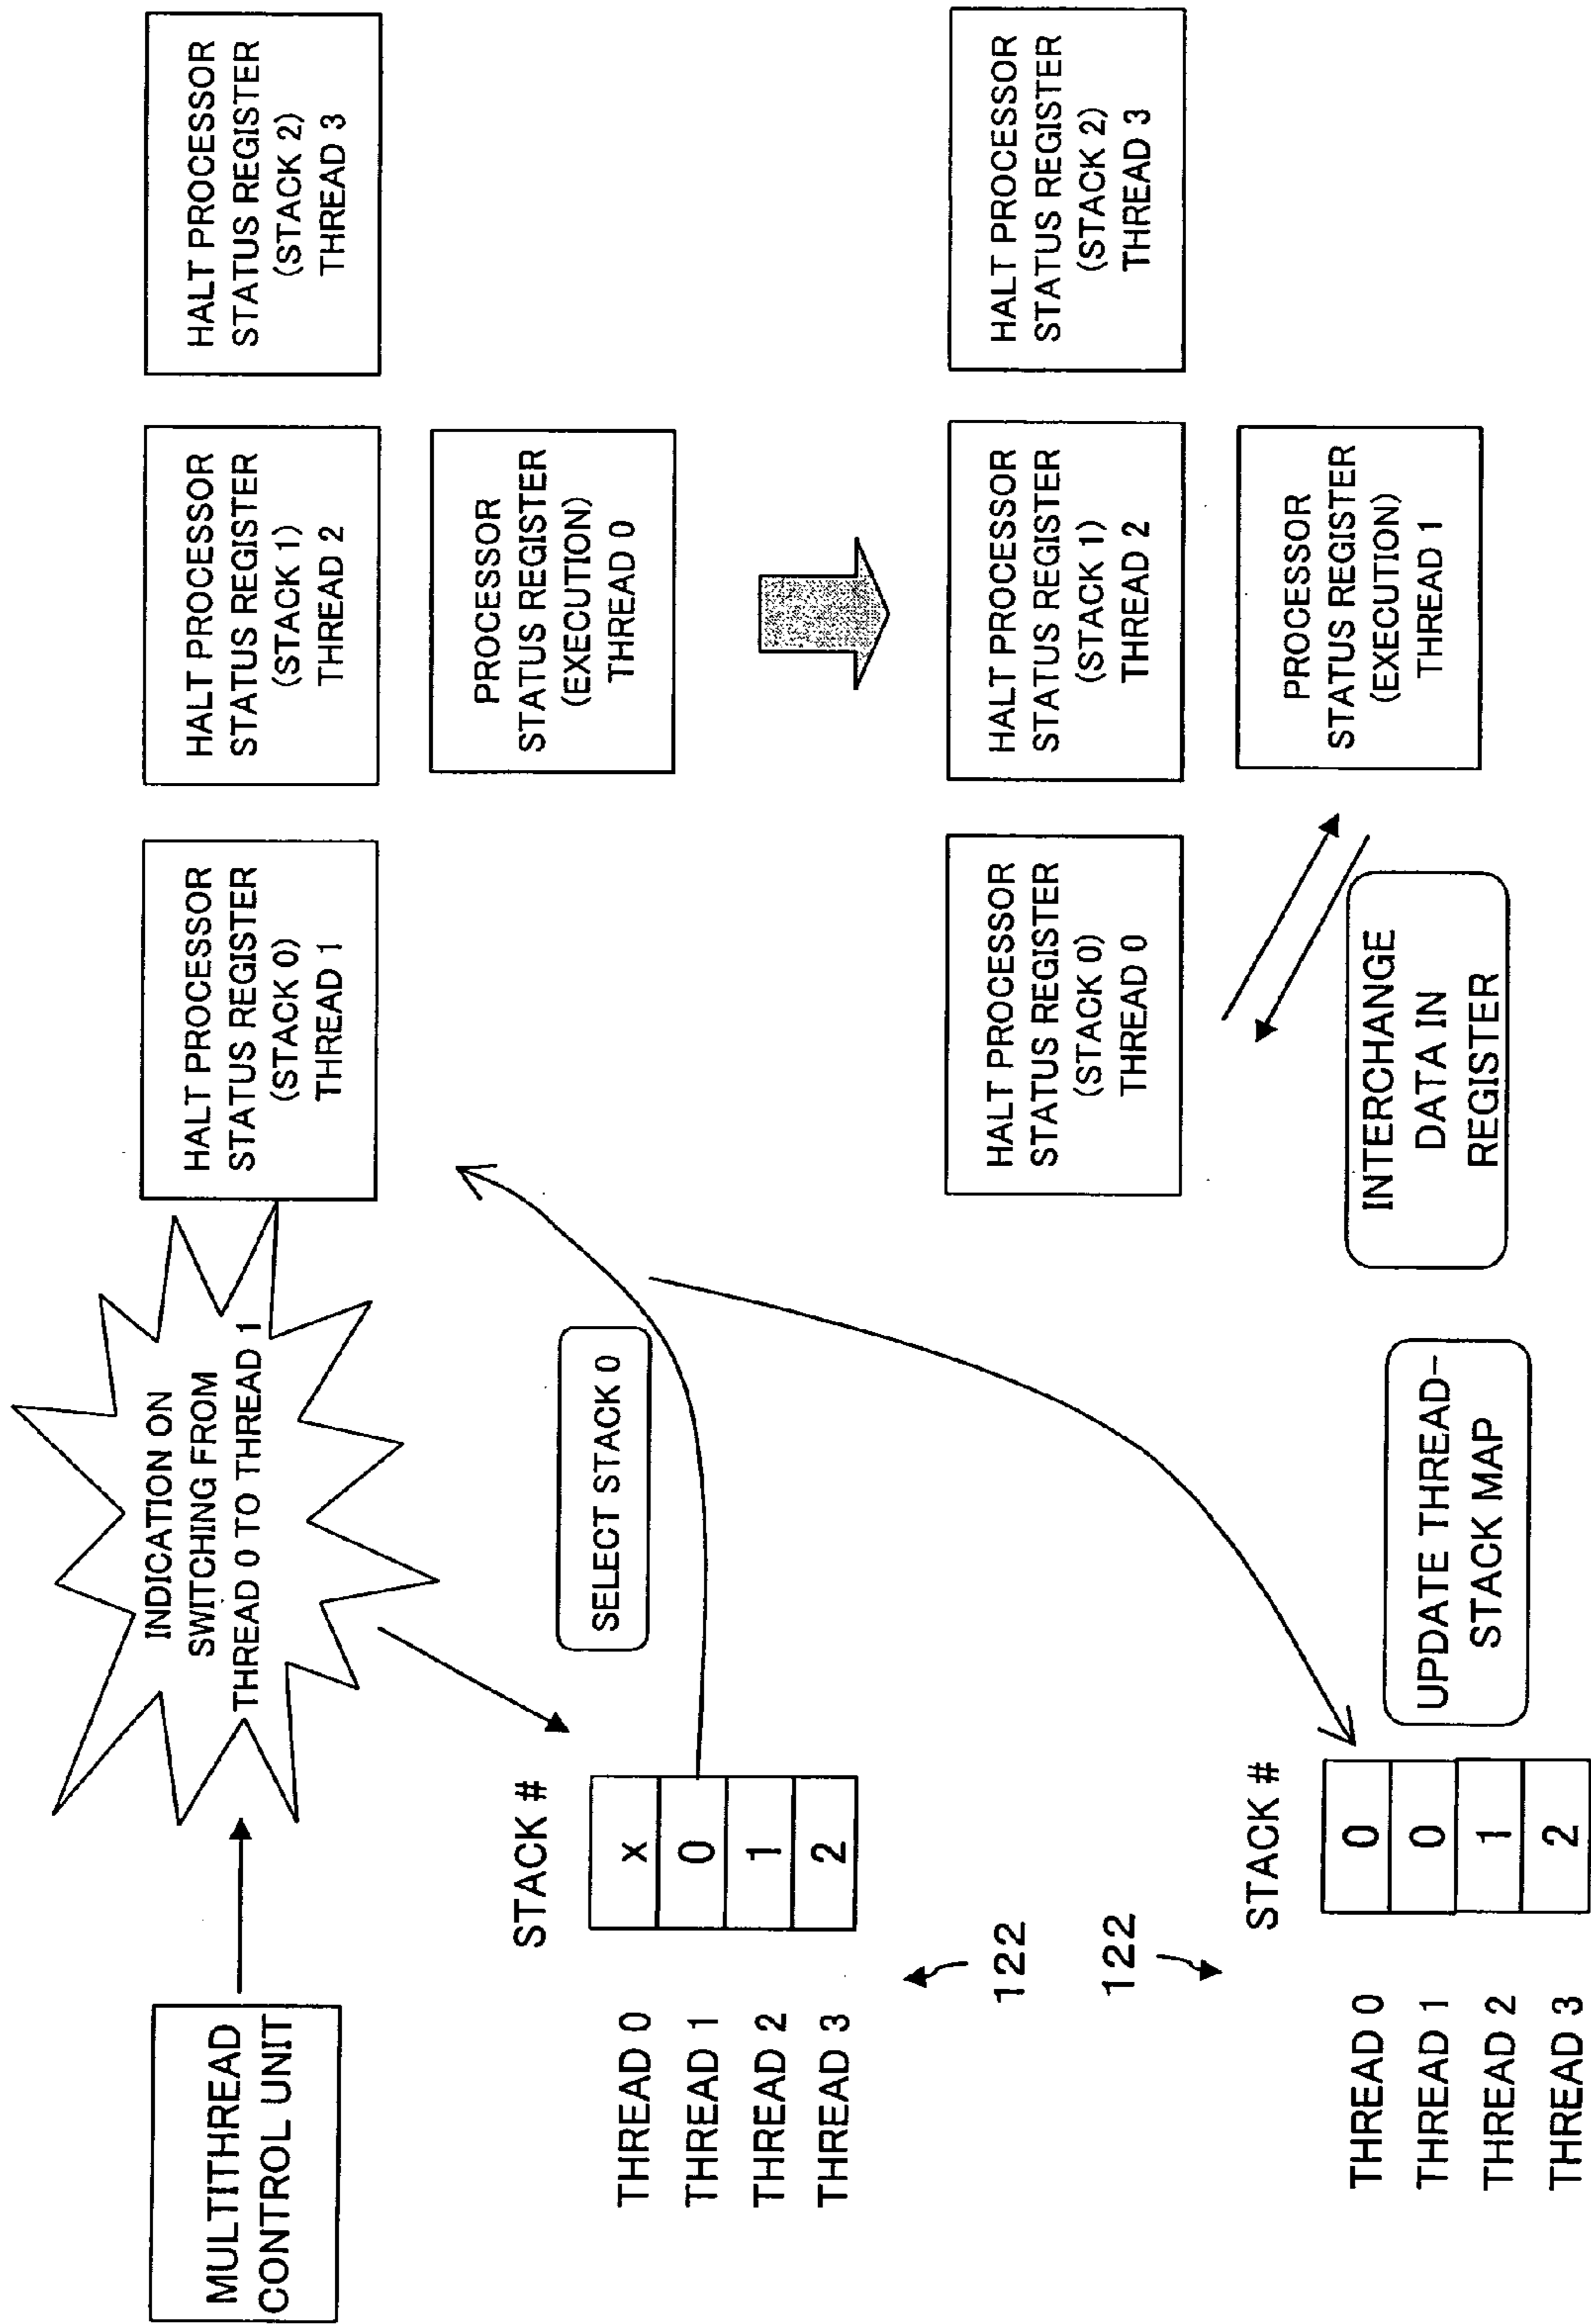 MULTITHREAD
CONTROL UNIT
INDICATION ON
SWITCHING FROM
THREAD 0 TO THREAD 1
HALT PROCESSOR
STATUS REGISTER
(STACK 0)
THREAD 1
HALT PROCESSOR
STATUS REGISTER
(STACK 1)
THREAD 2
HALT PROCESSOR
STATUS REGISTER
(STACK 2)
THREAD 3
PROCESSOR
STATUS REGISTER
(EXECUTION)
THREAD 0
STACK #
SELECT STACK 0
THREAD 0 x
THREAD 1 0
THREAD 2 1
THREAD 3 2
122
122
HALT PROCESSOR
STATUS REGISTER
(STACK 0)
THREAD 0
HALT PROCESSOR
STATUS REGISTER
(STACK 1)
THREAD 2
HALT PROCESSOR
STATUS REGISTER
(STACK 2)
THREAD 3
PROCESSOR
STATUS REGISTER
(EXECUTION)
THREAD 1
INTERCHANGE
DATA IN
REGISTER
UPDATE THREAD-
STACK MAP
STACK #
THREAD 0 0
THREAD 1 0
THREAD 2 1
THREAD 3 2